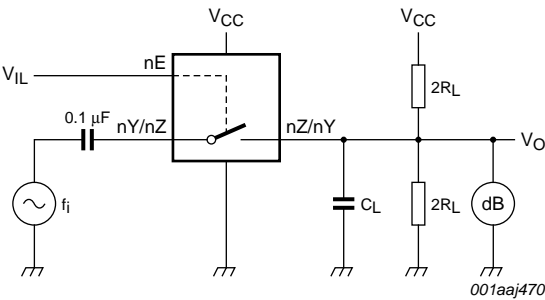 VCC
VCC
nE
VIL
2RL
0.1 μF
nY/nZ
nZ/nY
VO
fi
CL
2RL
dB
001aaj470